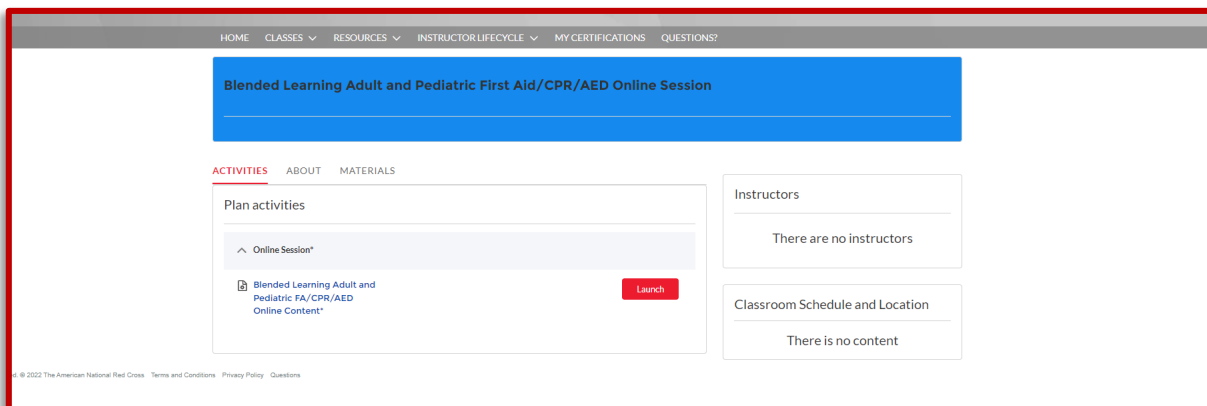 HOME CLASSES RESOURCES INSTRUCTOR LIFECYCLE MY CERTIFICATIONS QUESTIONS?
Blended Learning Adult and Pediatric First Aid/CPR/AED Online Session
ACTIVITIES ABOUT MATERIALS
Plan activities
Online Session*
Blended Learning Adult and
Pediatric FA/CPR/AED
Online Content*
Launch
Instructors
There are no instructors
Classroom Schedule and Location
There is no content
© 2022 The American National Red Cross Terms and Conditions Privacy Policy Questions